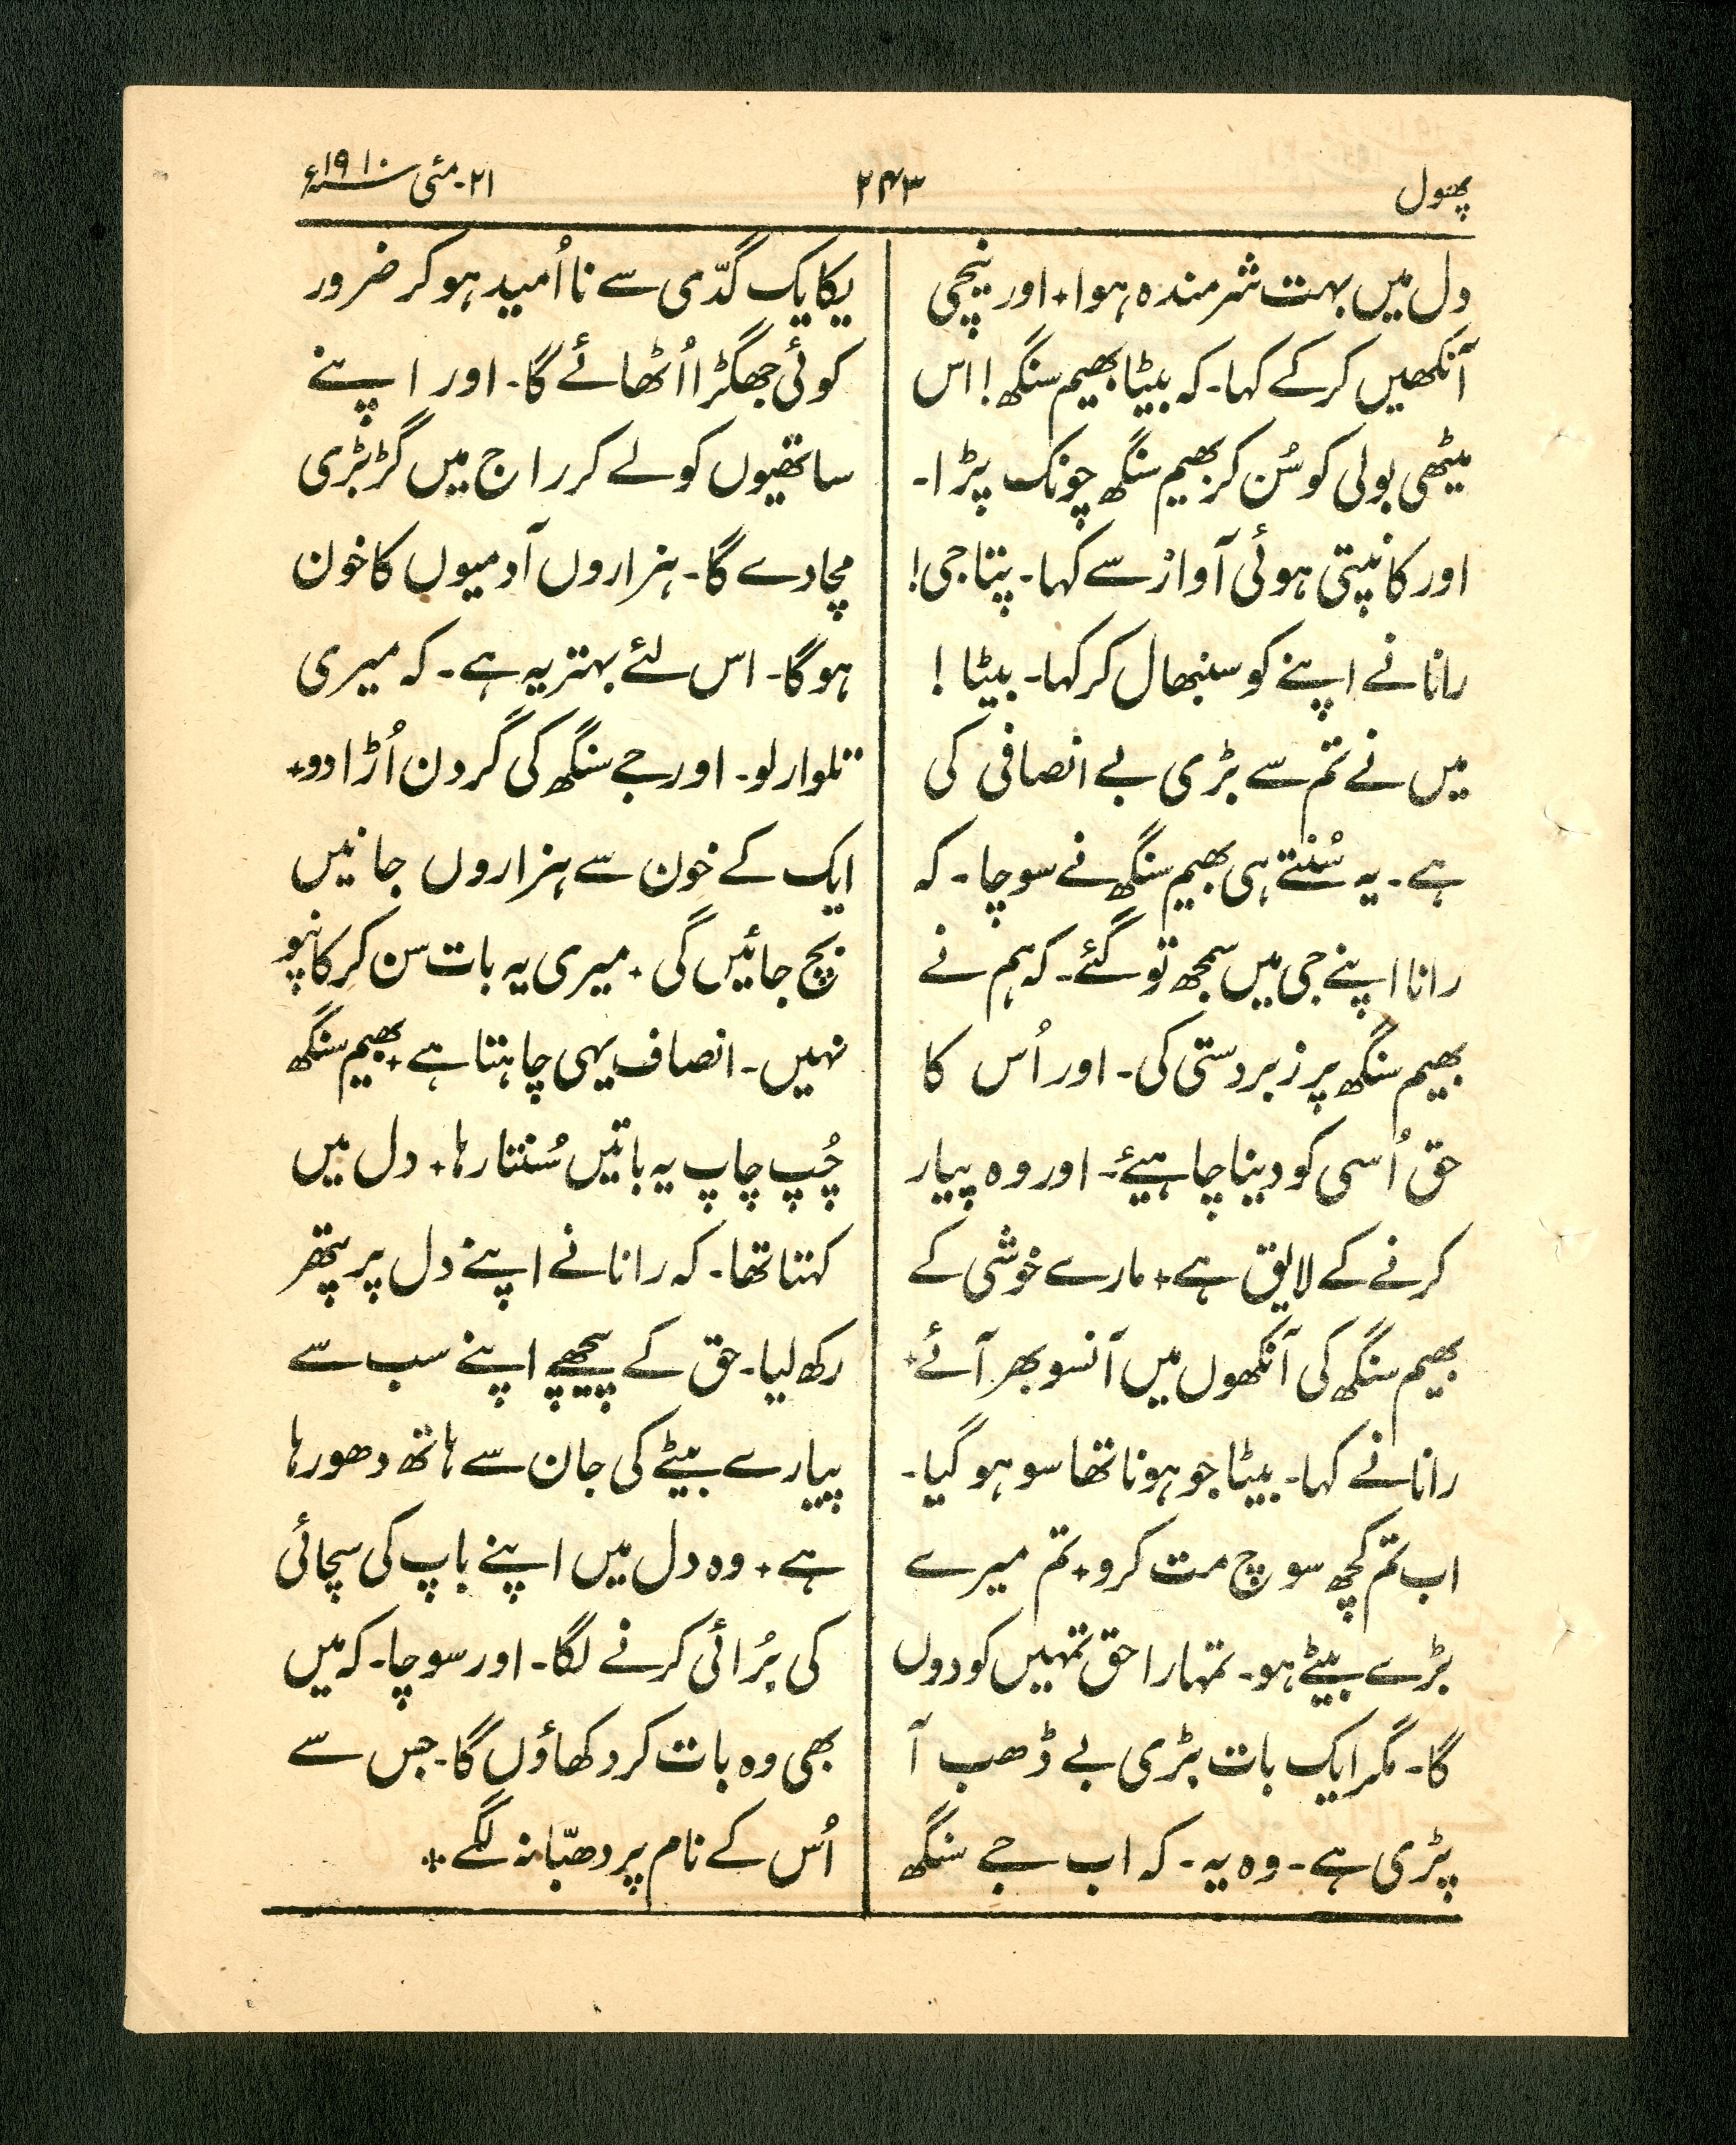 پھول
۲۴۳
۲۱۔مئی ۱۹۱۰ء
دل میں بہت شرمندہ ہوا + اور نیچی
آنکھیں کرکے کہا۔ کہ بیٹا بھیم سنگھ! اس
میٹھی بولی کو سُن کر بھیم سنگھ چونک پڑا۔
اور کانپتی ہوئی آواز سے کہا۔ پتا جی!
رانا نے اپنے کو سنبھال کر کہا۔ بیٹا !
میں نے تم سے بڑی بے انصافی کی
ہے۔ یہ سُنتے ہی بھیم سنگھ نے سوچا۔ کہ
رانا اپنے جی میں سمجھ تو گئے۔ کہ ہم نے
بھیم سنگھ پر زبردستی کی۔ اور اُس کا
حق اُسی کو دینا چاہیئے۔ اور وہ پیار
کرنے کے لایق ہے + مارے خوشی کے
بھیم سنگھ کی آنکھوں میں آنسو بھر آئے +
رانا نے کہا۔ بیٹا جو ہونا تھا سو ہو گیا۔
اب تم کچھ سوچ مت کرو + تم میرے
بڑے بیٹے ہو۔ تمہارا حق تمہیں کو دوں
گا۔ مگر ایک بات بڑی بے ڈھب آ
پڑی ہے۔ وہ یہ۔ کہ اب جے سنگھ
یکایک گدّی سے نا اُمید ہو کر ضرور
کوئی جھگڑا اُٹھائے گا۔ اور اپنے
ساتھیوں کو لے کر راج میں گڑبڑی
مچا دے گا۔ ہزاروں آدمیوں کا خون
ہوگا۔ اس لئے بہتر یہ ہے۔ کہ میری
تلوار لو۔ اور جے سنگھ کی گردن اُڑا دو +
ایک کے خون سے ہزاروں جانیں
بچ جائیں گی + میری یہ بات سن کر کانپو
نہیں۔ انصاف یہی چاہتا ہے + بھیم سنگھ
چُپ چاپ یہ باتیں سُنتا رہا + دل میں
کہتا تھا۔ کہ رانا نے اپنے دل پر پتھر
رکھ لیا۔ حق کے پیچھے اپنے سب سے
پیارے بیٹے کی جان سے ہاتھ دھو رہا
ہے + وہ دل میں اپنے باپ کی سچائی
کی بُرائی کرنے لگا۔ اور سوچا۔ کہ میں
بھی وہ بات کر دکھاؤں گا۔ جس سے
اُس کے نام پر دھبّا نہ لگے +